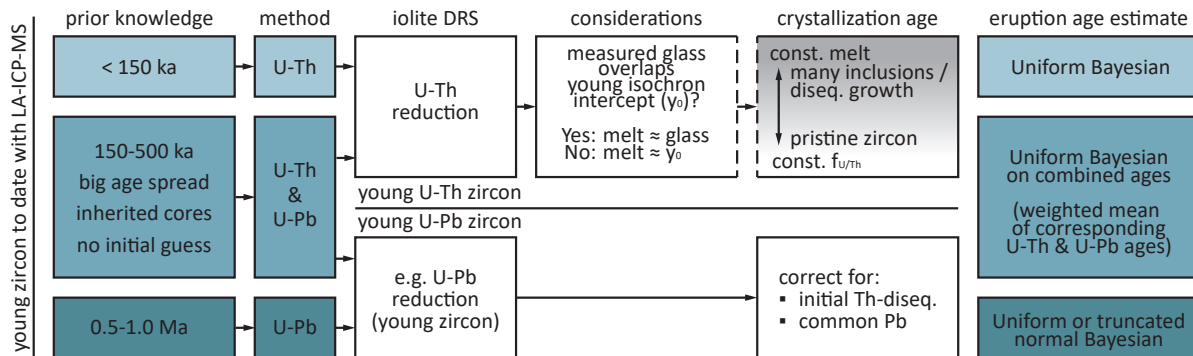 young zircon to date with LA-ICP-MS
prior knowledge
method
iolite DRS
considerations
crystallization age
eruption age estimate
< 150 ka
U-Th
U-Th
reduction
measured glass
overlaps
young isochron
intercept (y₀)?
Yes: melt ≈ glass
No: melt ≈ y₀
const. melt
many inclusions /
diseq. growth
pristine zircon
const. f U/Th
Uniform Bayesian
150-500 ka
big age spread
inherited cores
no initial guess
U-Th
&
U-Pb
young U-Th zircon
young U-Pb zircon
Uniform Bayesian
on combined ages
(weighted mean
of corresponding
U-Th & U-Pb ages)
e.g. U-Pb
reduction
(young zircon)
correct for:
▪ initial Th-diseq.
▪ common Pb
0.5-1.0 Ma
U-Pb
Uniform or truncated
normal Bayesian